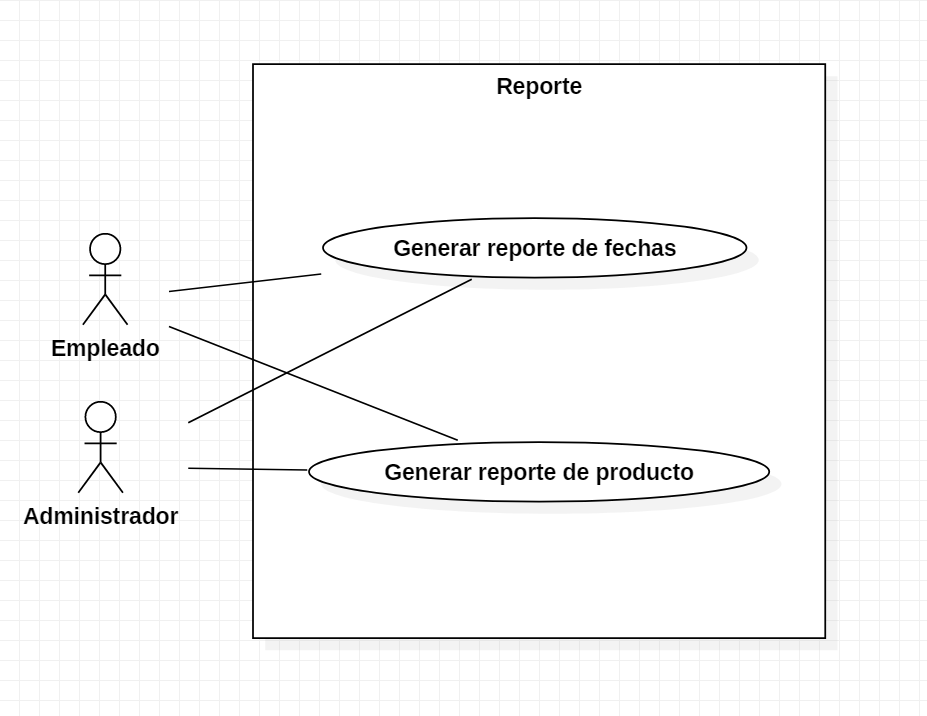 Reporte
Generar reporte de fechas
Empleado
Generar reporte de producto
Administrador